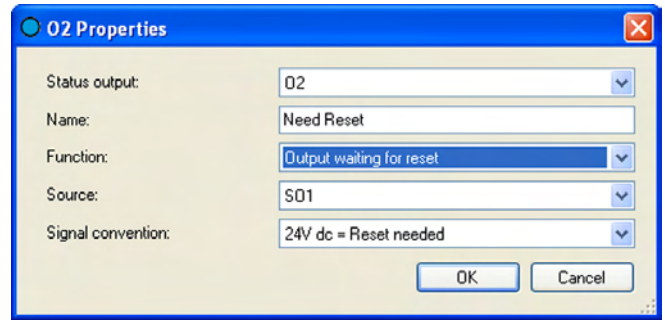 O2 Properties
Status output: O2
Name: Need Reset
Function: Output waiting for reset
Source: SO1
Signal convention: 24V dc = Reset needed
OK Cancel